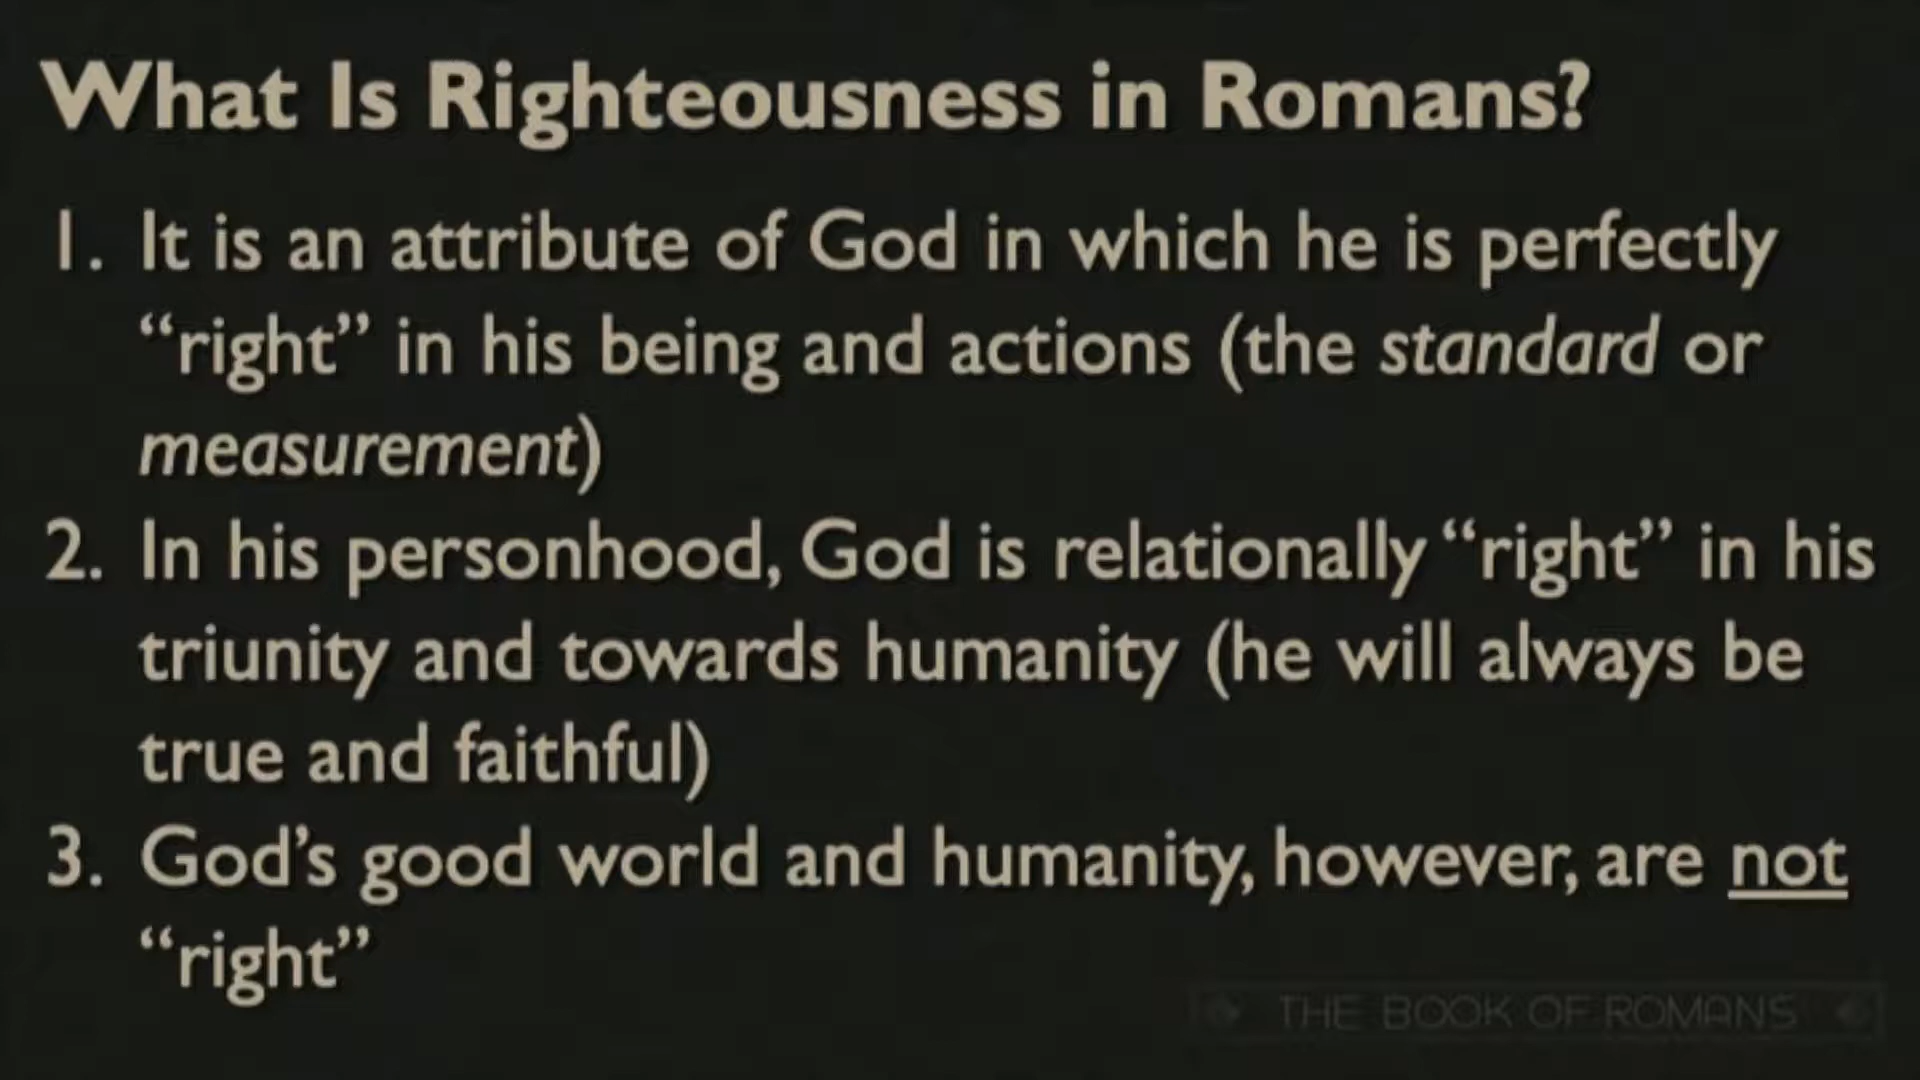 What Is Righteousness in Romans?
1. It is an attribute of God in which he is perfectly
“right” in his being and actions (the standard or
measurement)
2. In his personhood, God is relationally “right” in his
triunity and towards humanity (he will always be
true and faithful)
3. God’s good world and humanity, however, are not
“right”
THE BOOK OF ROMANS